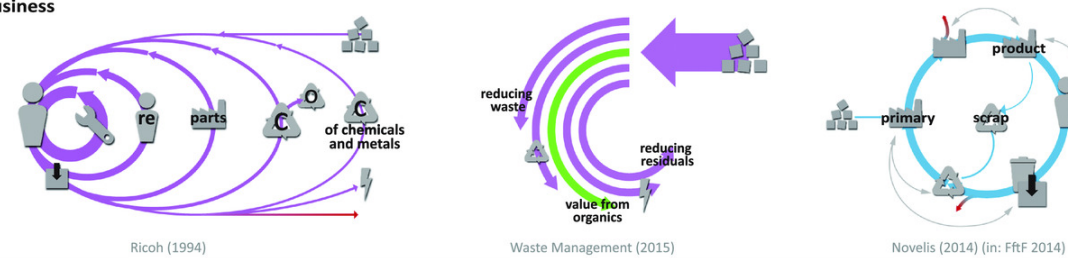 usiness
re
parts
C
O
C
of chemicals
and metals
Ricoh (1994)
reducing
waste
reducing
residuals
value from
organics
Waste Management (2015)
product
primary
scrap
Novelis (2014) (in: FftF 2014)